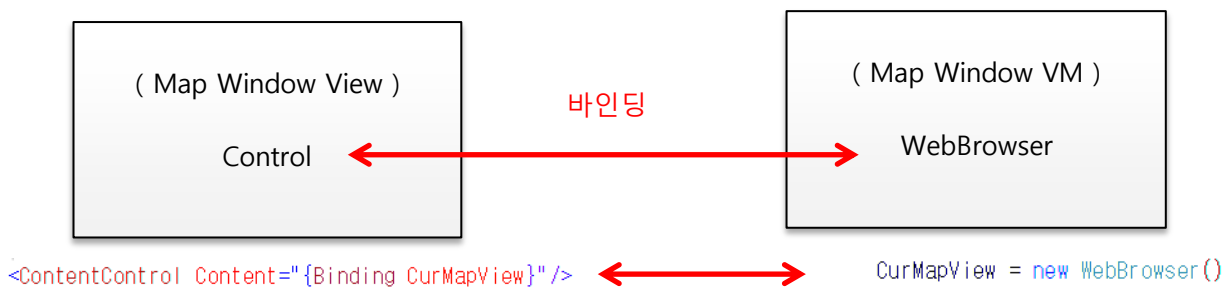 ( Map Window View )
Control
바인딩
( Map Window VM )
WebBrowser
<ContentControl Content="{Binding CurMapView}"/>
CurMapView = new WebBrowser()